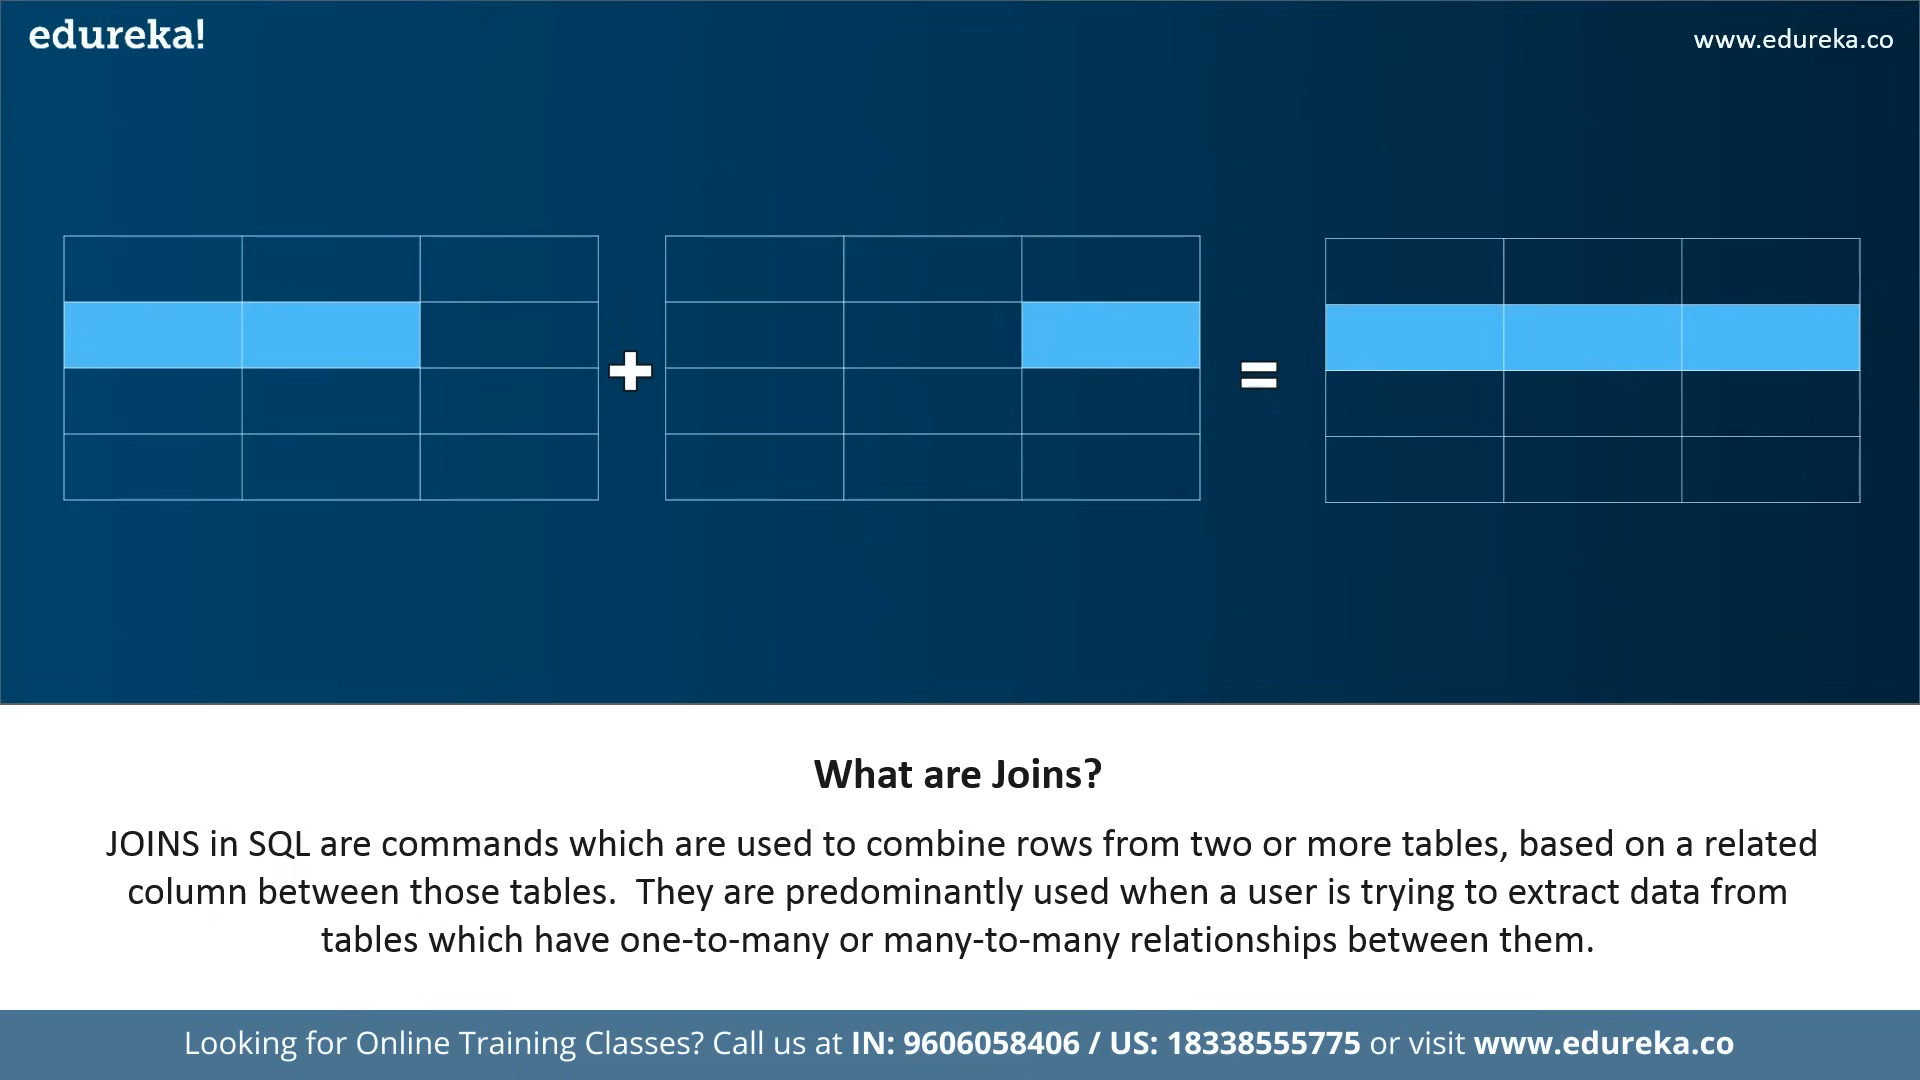 edureka!
www.edureka.co
What are Joins?
JOINS in SQL are commands which are used to combine rows from two or more tables, based on a related
column between those tables.  They are predominantly used when a user is trying to extract data from
tables which have one-to-many or many-to-many relationships between them.
Looking for Online Training Classes? Call us at IN: 9606058406 / US: 18338555775 or visit www.edureka.co